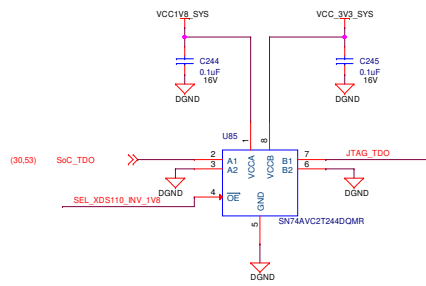 VCC1V8_SYS
VCC_3V3_SYS
C244
0.1uF
16V
C245
0.1uF
16V
DGND
DGND
1
8
U85
VCCA
VCCB
(30,53)
SoC_TDO
2
A1
B1
7
JTAG_TDO
3
A2
B2
6
DGND
DGND
SEL_XDS110_INV_1V8
4
OE
GND
SN74AVC2T244DQMR
5
DGND